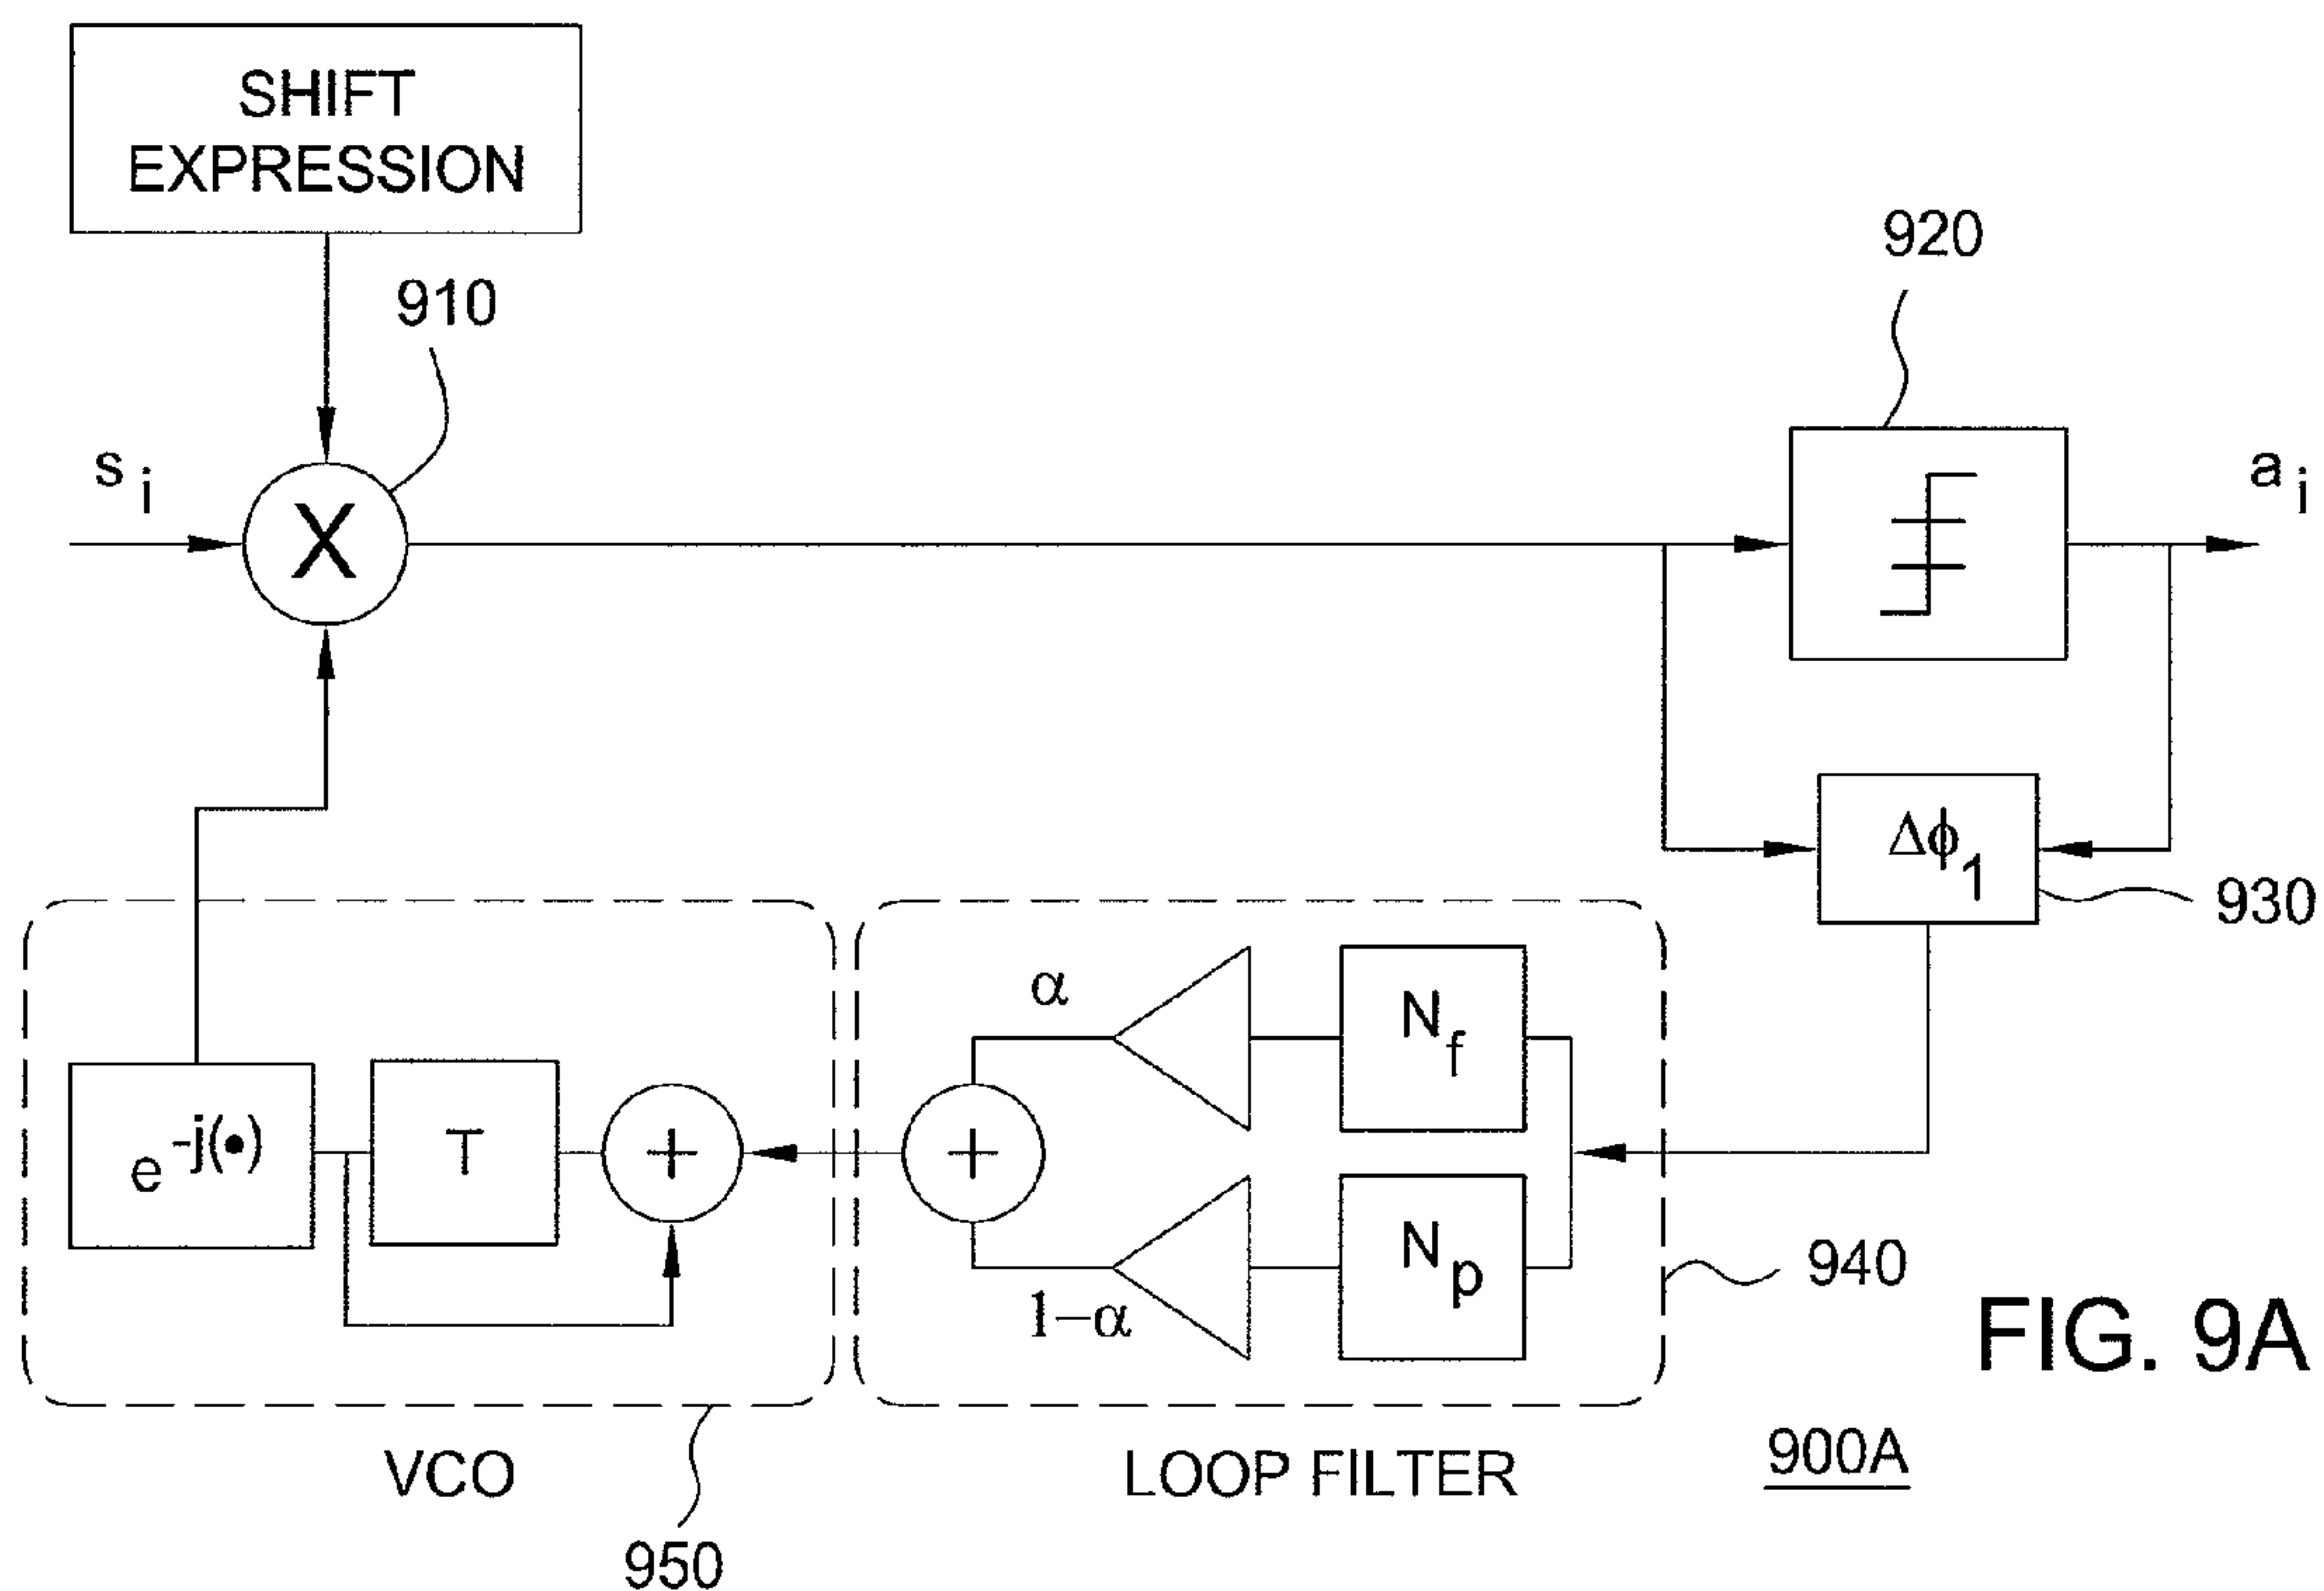 SHIFT
EXPRESSION
910
920
s i
X
a i
Δϕ 1
930
α
N f
e -j(•)
T
+
+
N p
1-α
940
FIG. 9A
VCO
LOOP FILTER
900A
950